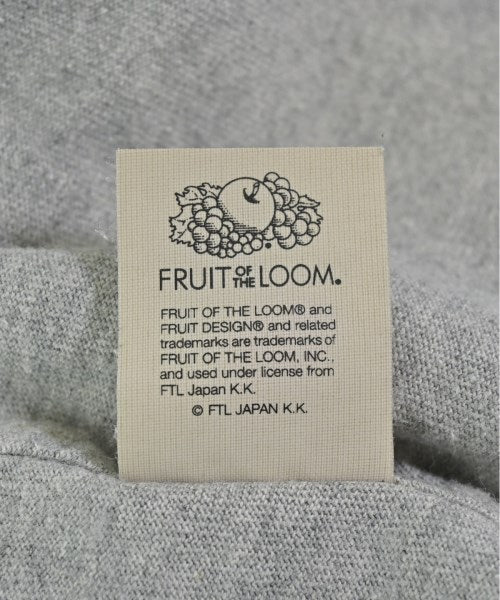 FRUIT OF THE LOOM.
FRUIT OF THE LOOM® and
FRUIT DESIGN® and related
trademarks are trademarks of
FRUIT OF THE LOOM, INC.,
and used under license from
FTL Japan K.K.
© FTL JAPAN K.K.